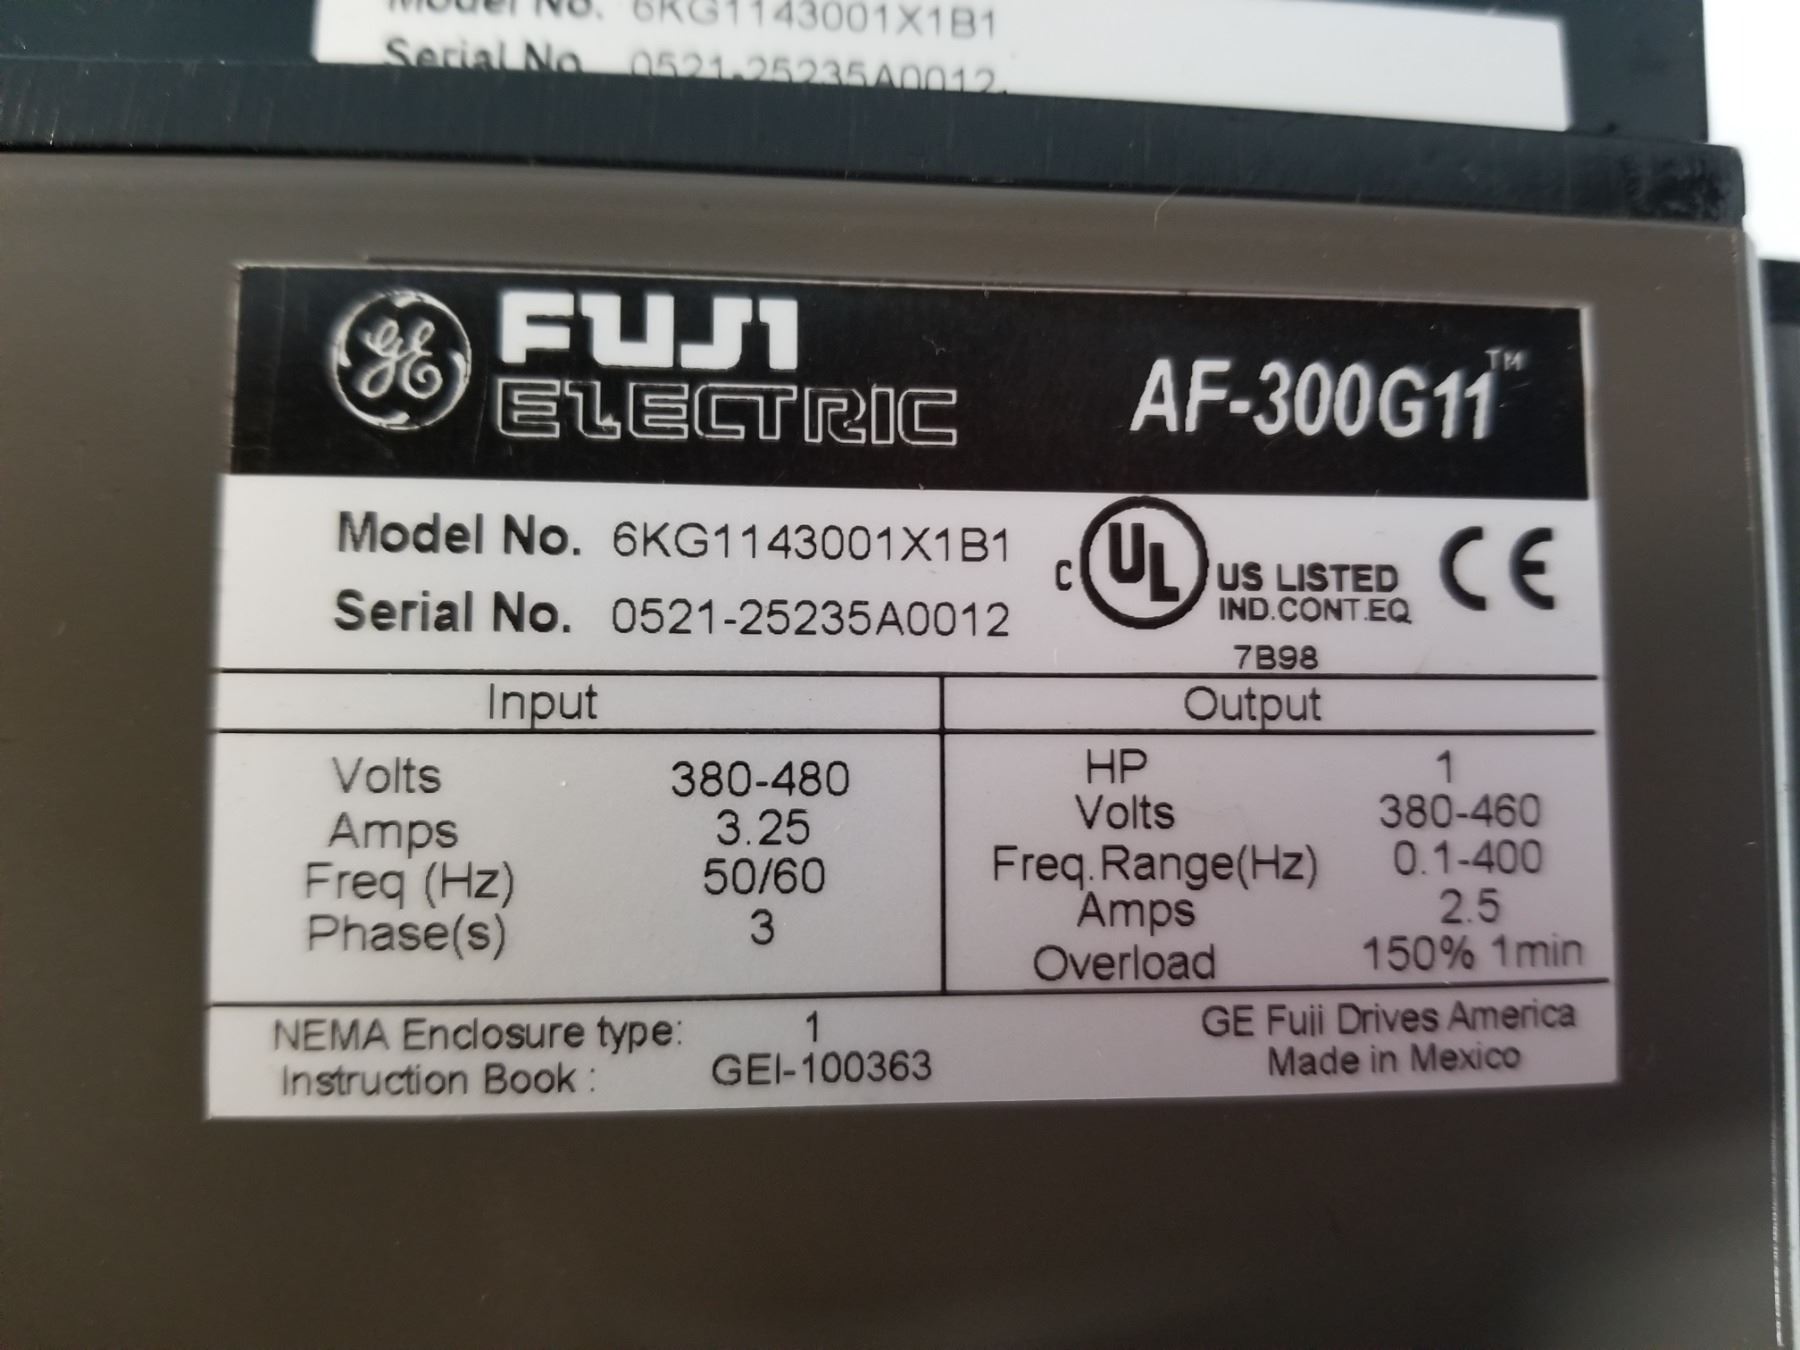 Model No. 6KG1143001X1B1
Serial No. 0521-25235A0012
GE FUJI
ELECTRIC
AF-300G11™
Model No. 6KG1143001X1B1
Serial No. 0521-25235A0012
C UL US LISTED CE
IND.CONT.EQ
7B98
Input Output
Volts 380-480
Amps 3.25
Freq (Hz) 50/60
Phase(s) 3
HP 1
Volts 380-460
Freq.Range(Hz) 0.1-400
Amps 2.5
Overload 150% 1min
NEMA Enclosure type: 1
Instruction Book : GEI-100363
GE Fuji Drives America
Made in Mexico